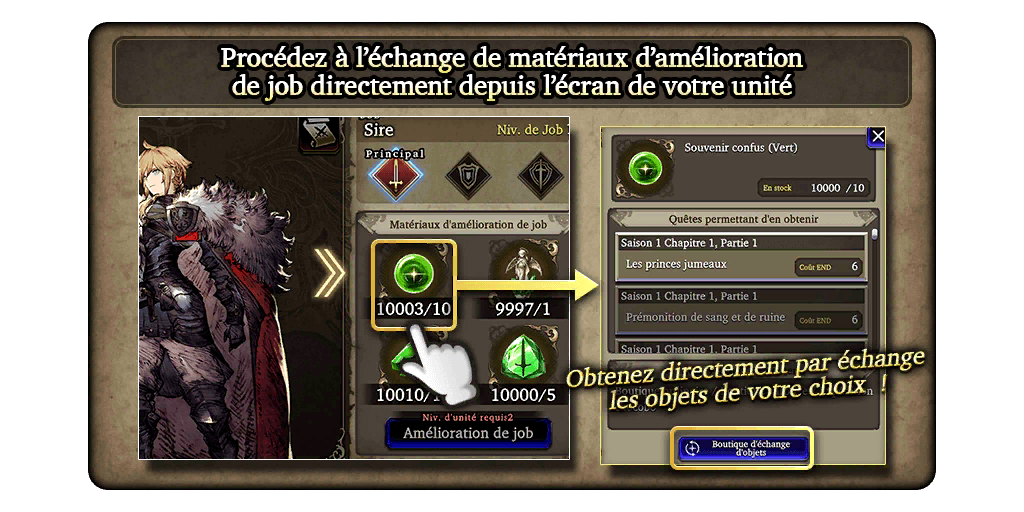 Procédez à l'échange de matériaux d'amélioration
de job directement depuis l'écran de votre unité
Sire
Niv. de Job
Principal
Matériaux d'amélioration de job
10003/10
9997/1
10010/
10000/5
Niv. d'unité requis2
Amélioration de job
Souvenir confus (Vert)
En stock 10000 /10
Quêtes permettant d'en obtenir
Saison 1 Chapitre 1, Partie 1
Les princes jumeaux
Coût END 6
Saison 1 Chapitre 1, Partie 1
Prémonition de sang et de ruine
Coût END 6
Saison 1 Chapitre 1, Partie 1
Obtenez directement par échange
les objets de votre choix !
Boutique d'échange
d'objets